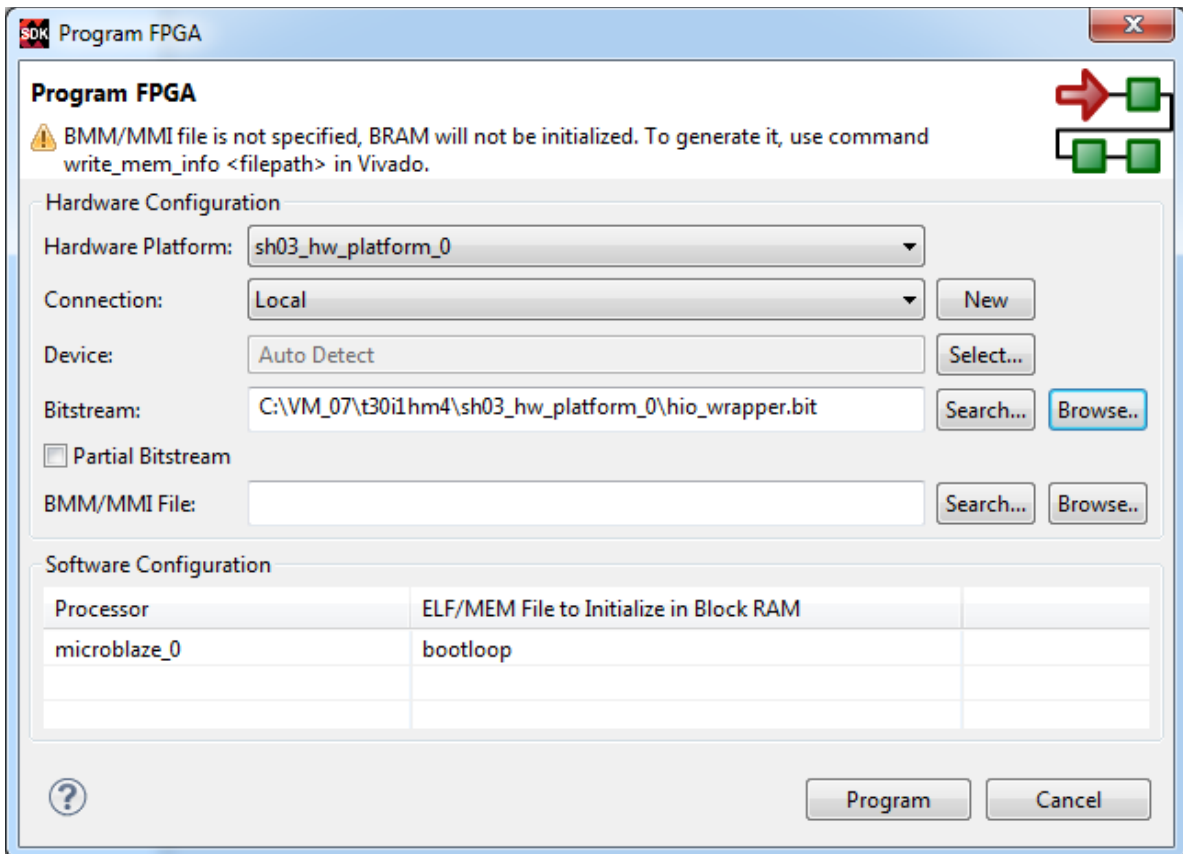 SDK Program FPGA
X
Program FPGA
BMM/MMI file is not specified, BRAM will not be initialized. To generate it, use command
write_mem_info <filepath> in Vivado.
Hardware Configuration
Hardware Platform: sh03_hw_platform_0
Connection: Local New
Device: Auto Detect Select...
Bitstream: C:\VM_07\t30i1hm4\sh03_hw_platform_0\hio_wrapper.bit Search... Browse..
Partial Bitstream
BMM/MMI File: Search... Browse..
Software Configuration
Processor ELF/MEM File to Initialize in Block RAM
microblaze_0 bootloop
? Program Cancel